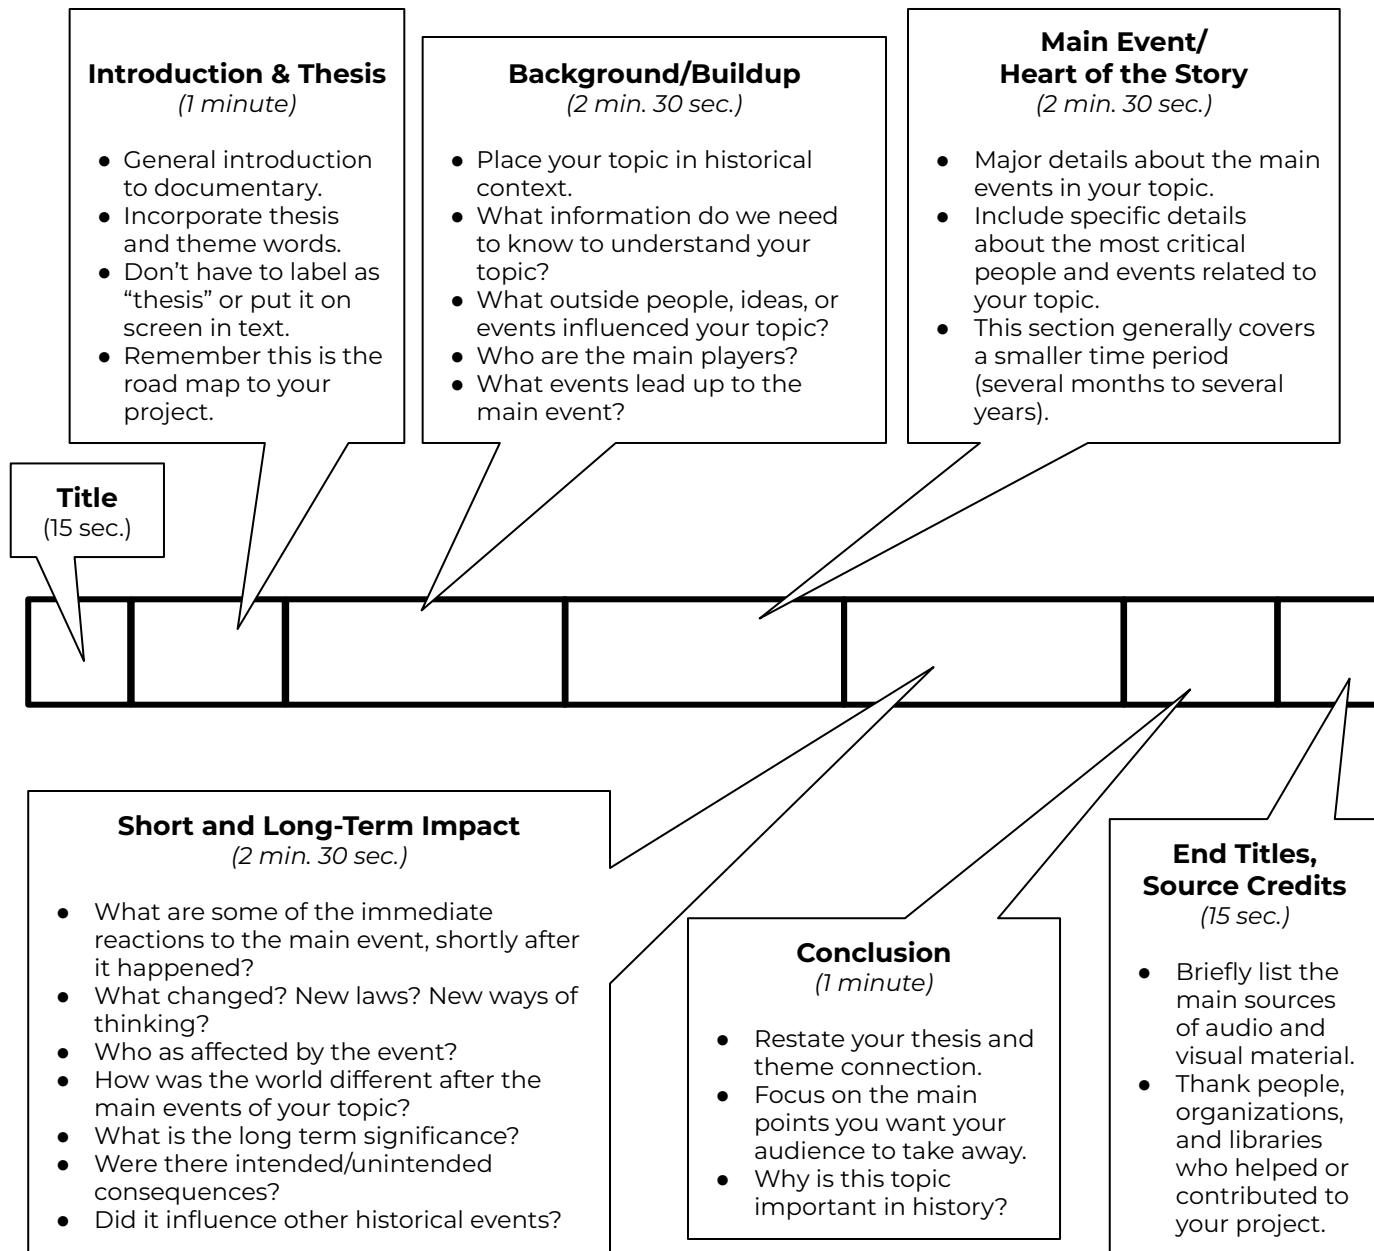 Introduction & Thesis
(1 minute)
● General introduction
to documentary.
● Incorporate thesis
and theme words.
● Don’t have to label as
“thesis” or put it on
screen in text.
● Remember this is the
road map to your
project.
Background/Buildup
(2 min. 30 sec.)
● Place your topic in historical
context.
● What information do we need
to know to understand your
topic?
● What outside people, ideas, or
events influenced your topic?
● Who are the main players?
● What events lead up to the
main event?
Main Event/
Heart of the Story
(2 min. 30 sec.)
● Major details about the main
events in your topic.
● Include specific details
about the most critical
people and events related to
your topic.
● This section generally covers
a smaller time period
(several months to several
years).
Title
(15 sec.)
Short and Long-Term Impact
(2 min. 30 sec.)
● What are some of the immediate
reactions to the main event, shortly after
it happened?
● What changed? New laws? New ways of
thinking?
● Who as affected by the event?
● How was the world different after the
main events of your topic?
● What is the long term significance?
● Were there intended/unintended
consequences?
● Did it influence other historical events?
Conclusion
(1 minute)
● Restate your thesis and
theme connection.
● Focus on the main
points you want your
audience to take away.
● Why is this topic
important in history?
End Titles,
Source Credits
(15 sec.)
● Briefly list the
main sources
of audio and
visual material.
● Thank people,
organizations,
and libraries
who helped or
contributed to
your project.